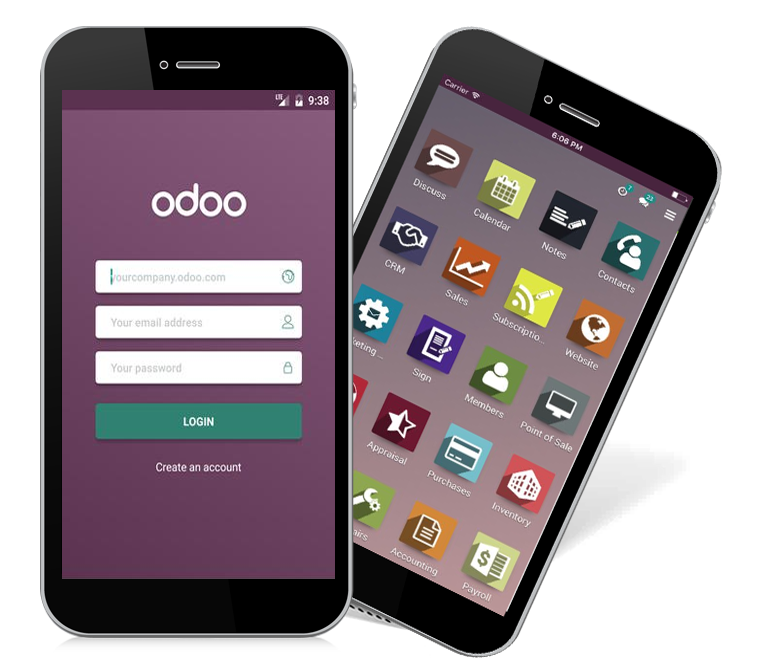 LTE
9:38
odoo
yourcompany.odoo.com
Your email address
Your password
LOGIN
Create an account
Carrier
6:06 PM
1
23
Discuss
Calendar
Notes
Contacts
CRM
Sales
Subscriptio...
Website
keting ...
Sign
Members
Point of Sale
Appraisal
Purchases
Inventory
airs
Accounting
$
Payroll